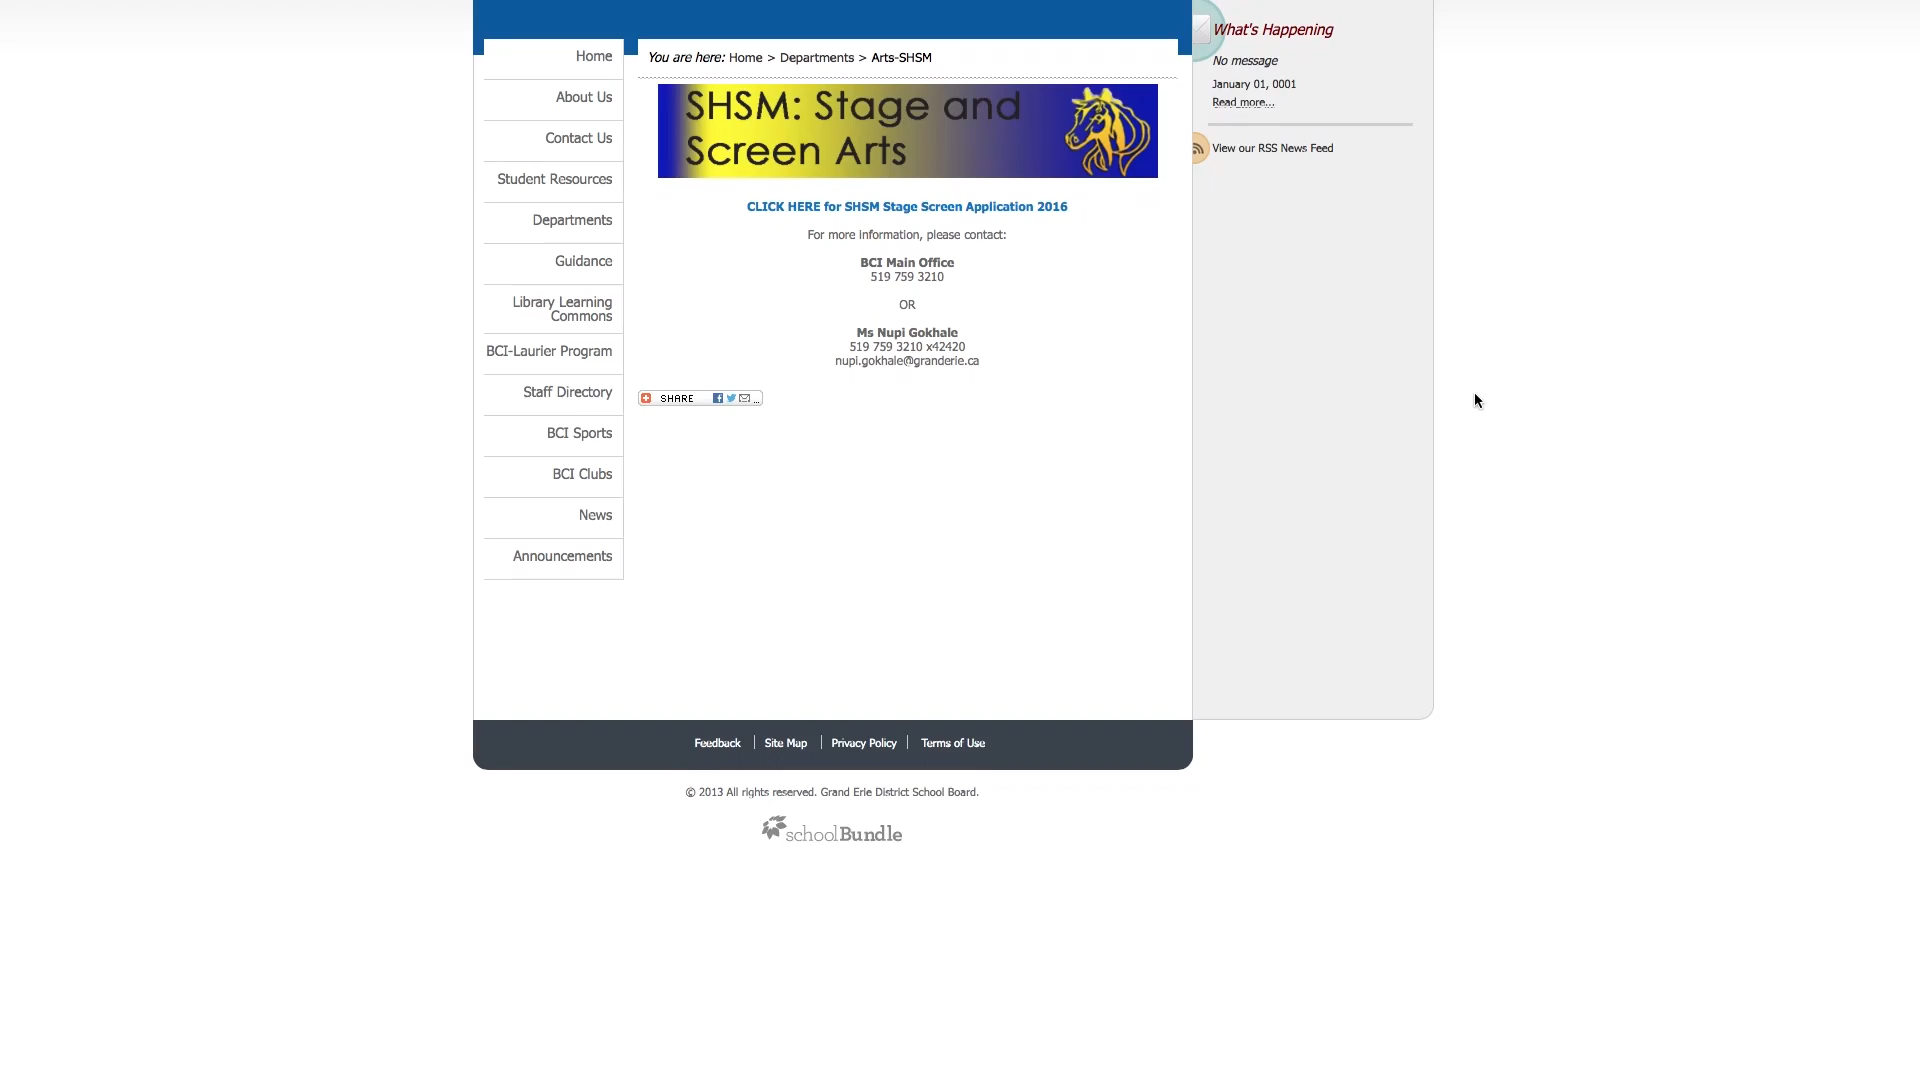 Home
About Us
Contact Us
Student Resources
Departments
Guidance
Library Learning
Commons
BCI-Laurier Program
Staff Directory
BCI Sports
BCI Clubs
News
Announcements
You are here: Home > Departments > Arts-SHSM
SHSM: Stage and
Screen Arts
CLICK HERE for SHSM Stage Screen Application 2016
For more information, please contact:
BCI Main Office
519 759 3210
OR
Ms Nupi Gokhale
519 759 3210 x42420
nupi.gokhale@granderie.ca
SHARE ...
What's Happening
No message
January 01, 0001
Read more...
View our RSS News Feed
Feedback
Site Map
Privacy Policy
Terms of Use
© 2013 All rights reserved. Grand Erie District School Board.
schoolBundle